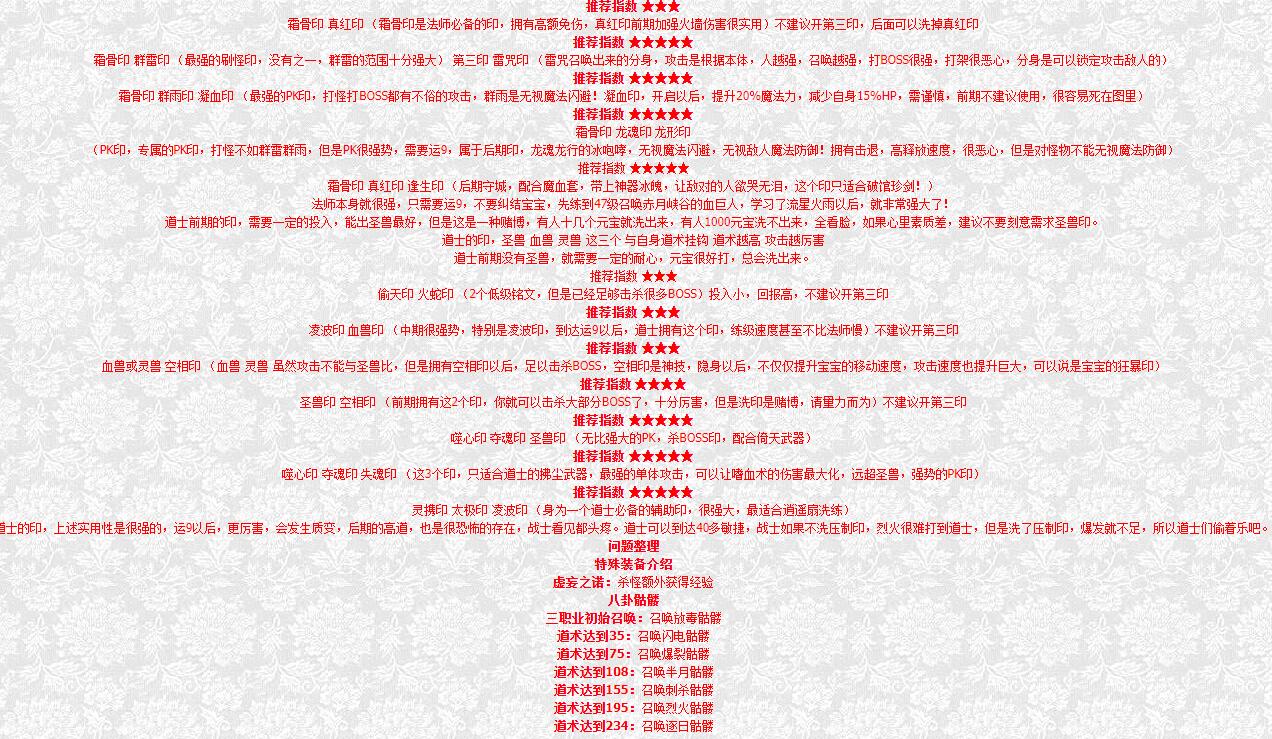 推荐指数 ★★★
霜骨印 真红印 （霜骨印是法师必备的印，拥有高额免伤，真红印前期加强火墙伤害很实用）不建议开第三印，后面可以洗掉真红印
推荐指数 ★★★★★
霜骨印 群雷印 （最强的刷怪印，没有之一，群雷的范围十分强大） 第三印 雷咒印 （雷咒召唤出来的分身，攻击是根据本体，人越强，召唤越强，打BOSS很强，打架很恶心，分身是可以锁定攻击敌人的）
推荐指数 ★★★★★
霜骨印 群雨印 凝血印 （最强的PK印，打怪打BOSS都有不俗的攻击，群雨是无视魔法闪避！凝血印，开启以后，提升20%魔法力，减少自身15%HP，需谨慎，前期不建议使用，很容易死在图里）
推荐指数 ★★★★★
霜骨印 龙魂印 龙形印
（PK印，专属的PK印，打怪不如群雷群雨，但是PK很强势，需要运9，属于后期印，龙魂龙行的冰咆哮，无视魔法闪避，无视敌人魔法防御！拥有击退，高释放速度，很恶心，但是对怪物不能无视魔法防御）
推荐指数 ★★★★★
霜骨印 真红印 逢生印 （后期守城，配合魔血套，带上神器冰魄，让敌对的人欲哭无泪，这个印只适合破馆珍剑！）
法师本身就很强，只需要运9，不要纠结宝宝，先练到47级召唤赤月峡谷的血巨人，学习了流星火雨以后，就非常强大了！
道士前期的印，需要一定的投入，能出圣兽最好，但是这是一种赌博，有人十几个元宝就洗出来，有人1000元宝洗不出来，全看脸，如果心里素质差，建议不要刻意需求圣兽印。
道士的印，圣兽 血兽 灵兽 这三个 与自身道术挂钩 道术越高 攻击越厉害
道士前期没有圣兽，就需要一定的耐心，元宝很好打，总会洗出来。
推荐指数 ★★★
偷天印 火蛇印 （2个低级铭文，但是已经足够击杀很多BOSS）投入小，回报高，不建议开第三印
推荐指数 ★★★
凌波印 血兽印 （中期很强势，特别是凌波印，到达运9以后，道士拥有这个印，练级速度甚至不比法师慢）不建议开第三印
推荐指数 ★★★
血兽或灵兽 空相印 （血兽 灵兽 虽然攻击不能与圣兽比，但是拥有空相印以后，足以击杀BOSS，空相印是神技，隐身以后，不仅仅提升宝宝的移动速度，攻击速度也提升巨大，可以说是宝宝的狂暴印）
推荐指数 ★★★★
圣兽印 空相印 （前期拥有这2个印，你就可以击杀大部分BOSS了，十分厉害，但是洗印是赌博，请量力而为）不建议开第三印
推荐指数 ★★★★★
噬心印 夺魂印 圣兽印 （无比强大的PK，杀BOSS印，配合倚天武器）
推荐指数 ★★★★★
噬心印 夺魂印 失魂印 （这3个印，只适合道士的拂尘武器，最强的单体攻击，可以让嗜血术的伤害最大化，远超圣兽，强势的PK印）
推荐指数 ★★★★★
灵携印 太极印 凌波印 （身为一个道士必备的辅助印，很强大，最适合逍遥扇洗练）
道士的印，上述实用性是很强的，运9以后，更厉害，会发生质变，后期的高道，也是很恐怖的存在，战士看见都头疼。道士可以到达40多敏捷，战士如果不洗压制印，烈火很难打到道士，但是洗了压制印，爆发就不足，所以道士们偷着乐吧。
问题整理
特殊装备介绍
虚妄之诺：杀怪额外获得经验
八卦骷髅
三职业初始召唤：召唤放毒骷髅
道术达到35：召唤闪电骷髅
道术达到75：召唤爆裂骷髅
道术达到108：召唤半月骷髅
道术达到155：召唤刺杀骷髅
道术达到195：召唤烈火骷髅
道术达到234：召唤逐日骷髅